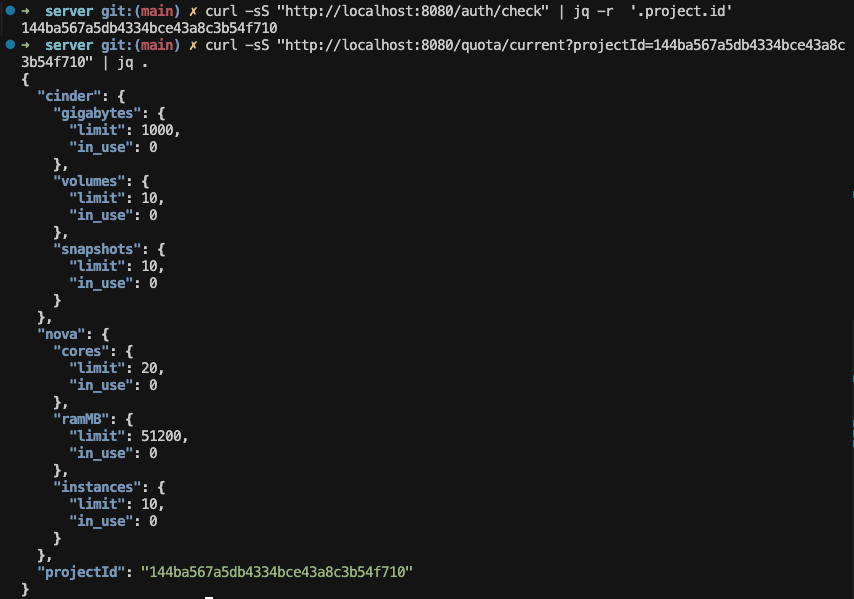 ➜  server git:(main) ✗ curl -sS "http://localhost:8080/auth/check" | jq -r  '.project.id'
144ba567a5db4334bce43a8c3b54f710
➜  server git:(main) ✗ curl -sS "http://localhost:8080/quota/current?projectId=144ba567a5db4334bce43a8c
3b54f710" | jq .
{
  "cinder": {
    "gigabytes": {
      "limit": 1000,
      "in_use": 0
    },
    "volumes": {
      "limit": 10,
      "in_use": 0
    },
    "snapshots": {
      "limit": 10,
      "in_use": 0
    }
  },
  "nova": {
    "cores": {
      "limit": 20,
      "in_use": 0
    },
    "ramMB": {
      "limit": 51200,
      "in_use": 0
    },
    "instances": {
      "limit": 10,
      "in_use": 0
    }
  },
  "projectId": "144ba567a5db4334bce43a8c3b54f710"
}